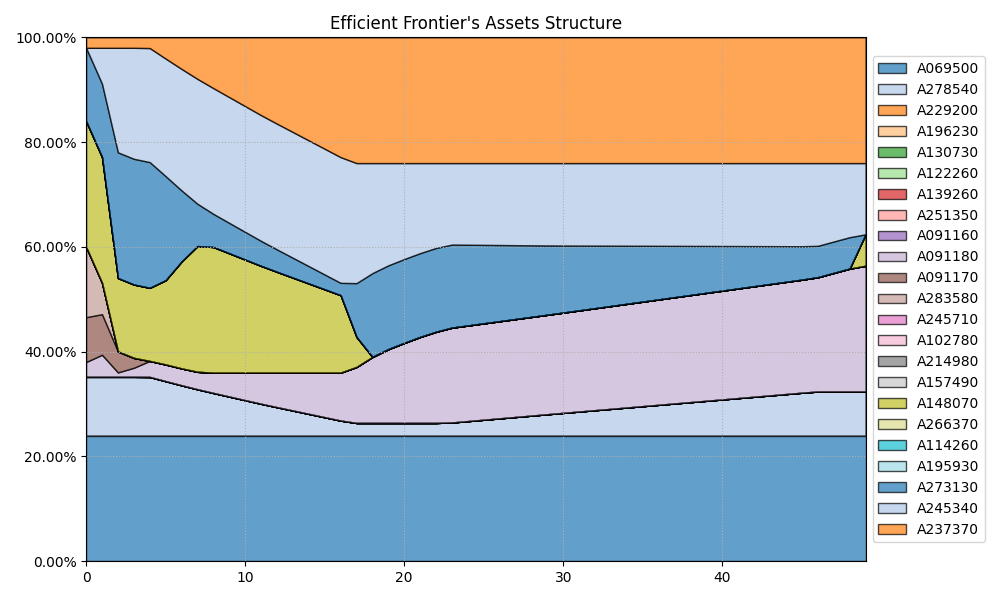 Efficient Frontier's Assets Structure
100.00%
80.00%
60.00%
40.00%
20.00%
0.00%
0
10
20
30
40
A069500
A278540
A229200
A196230
A130730
A122260
A139260
A251350
A091160
A091180
A091170
A283580
A245710
A102780
A214980
A157490
A148070
A266370
A114260
A195930
A273130
A245340
A237370